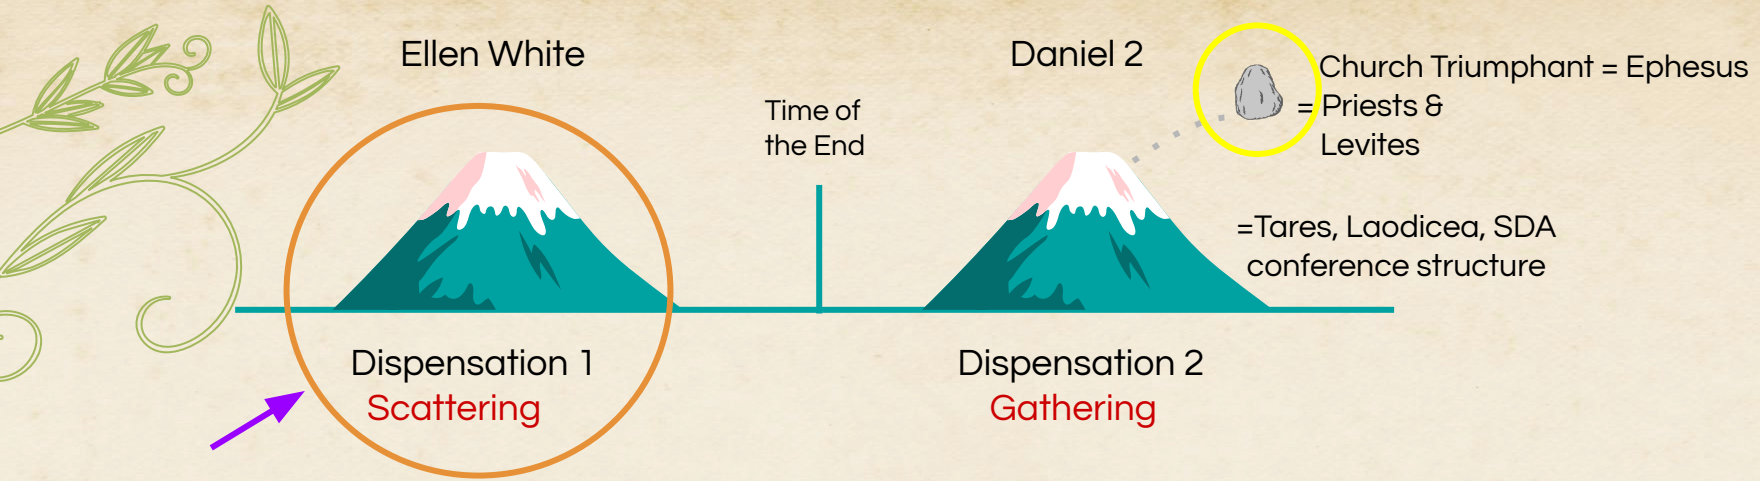 Ellen White
Time of
the End
Daniel 2
Church Triumphant = Ephesus
= Priests &
Levites
=Tares, Laodicea, SDA
conference structure
Dispensation 1
Scattering
Dispensation 2
Gathering